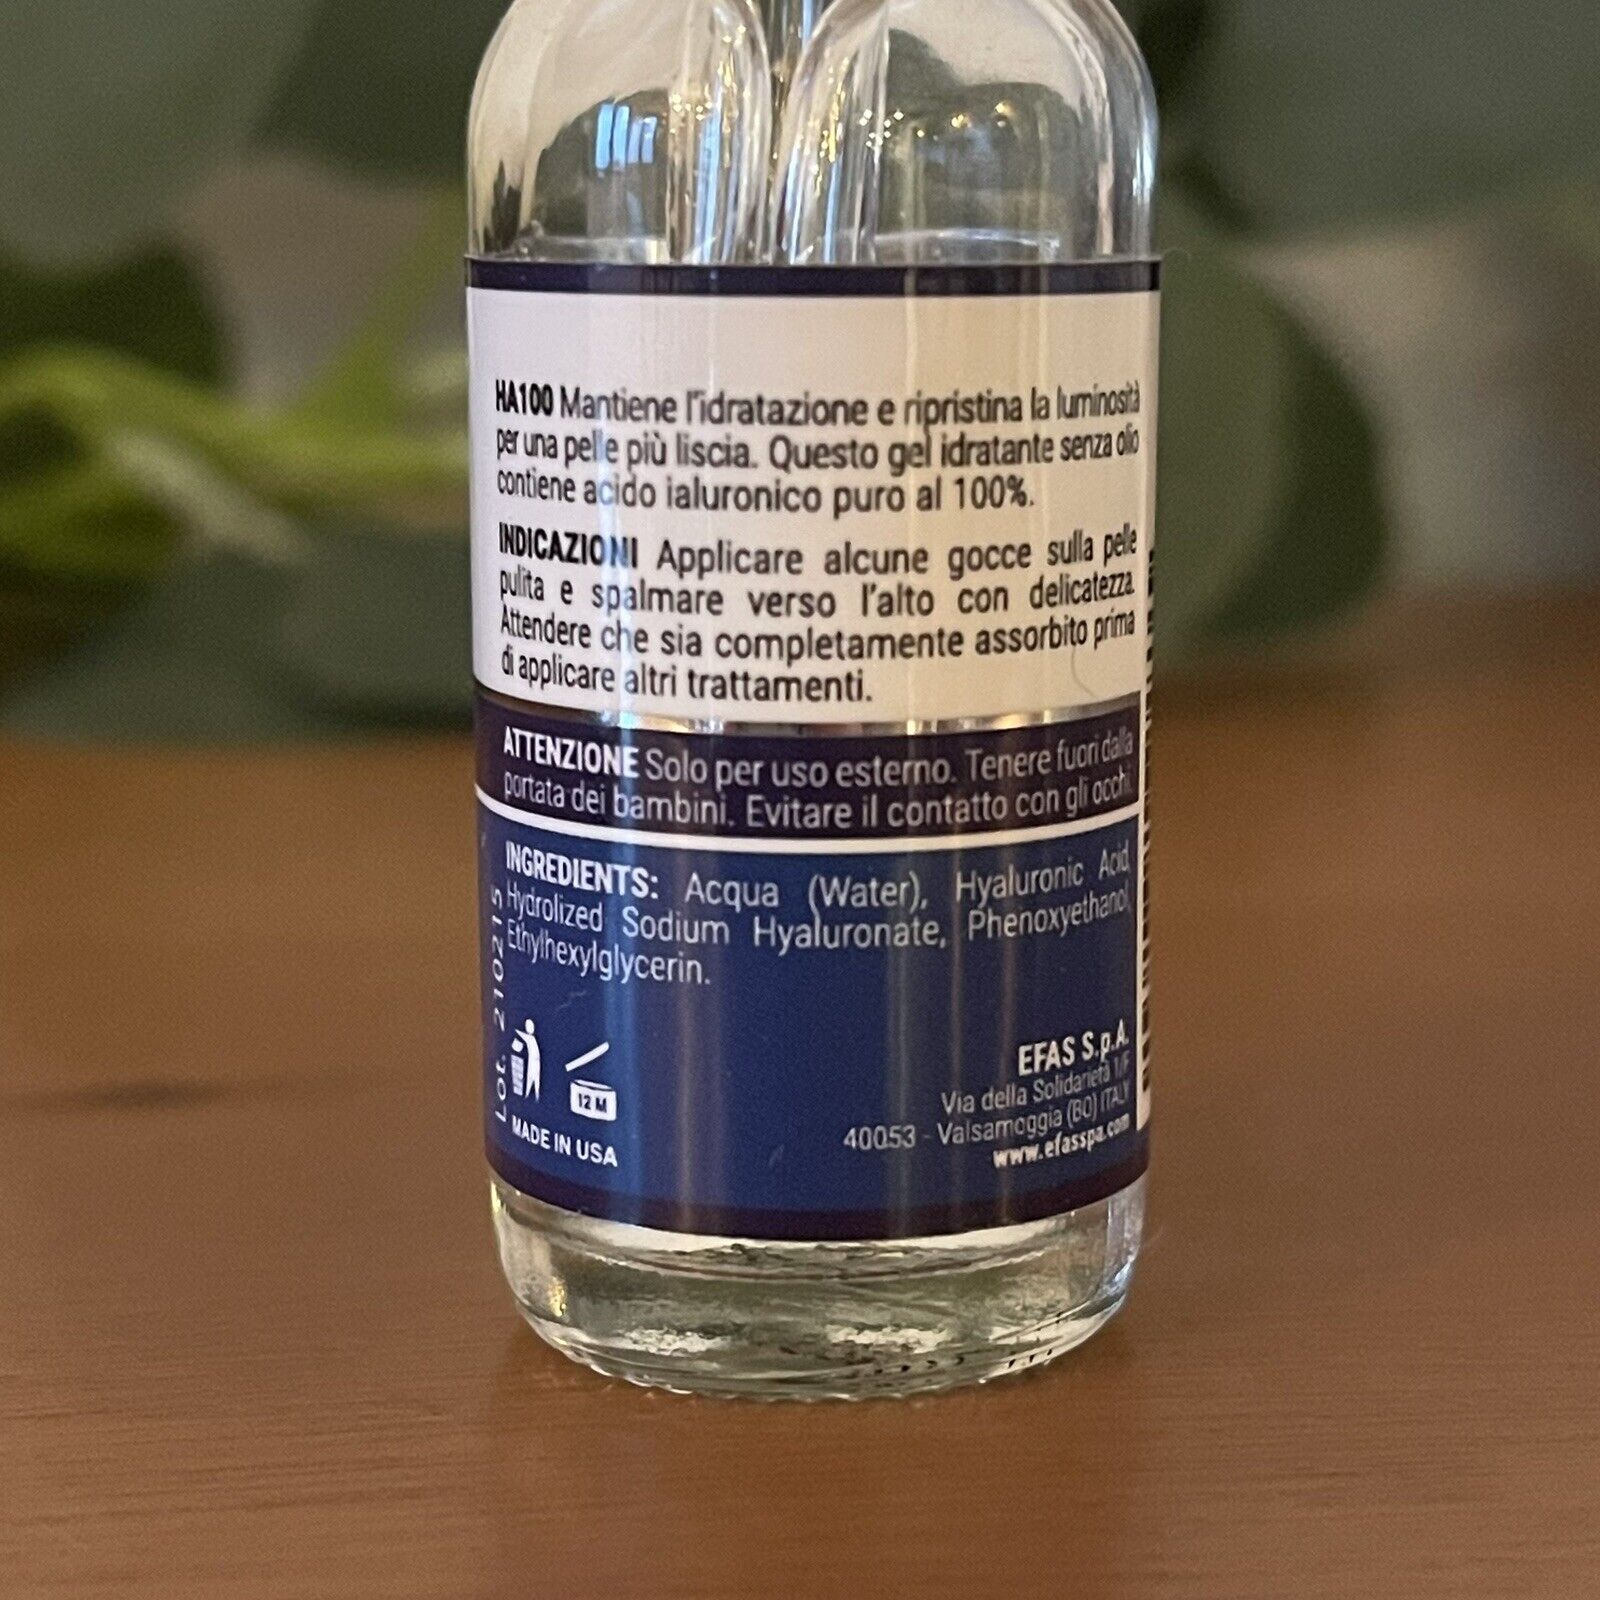 HA100 Mantiene l'idratazione e ripristina la luminosità
per una pelle più liscia. Questo gel idratante senza olio
contiene acido ialuronico puro al 100%.
INDICAZIONI Applicare alcune gocce sulla pelle
pulita e spalmare verso l'alto con delicatezza.
Attendere che sia completamente assorbito prima
di applicare altri trattamenti.
ATTENZIONE Solo per uso esterno. Tenere fuori dalla
portata dei bambini. Evitare il contatto con gli occhi.
INGREDIENTS: Acqua (Water), Hyaluronic Acid,
Hydrolized Sodium Hyaluronate, Phenoxyethanol,
Ethylhexylglycerin.
Lot. 210215
12 M
MADE IN USA
EFAS S.p.A.
Via della Solidarietà 1/F
40053 - Valsamoggia (BO) ITALY
www.efasspa.com